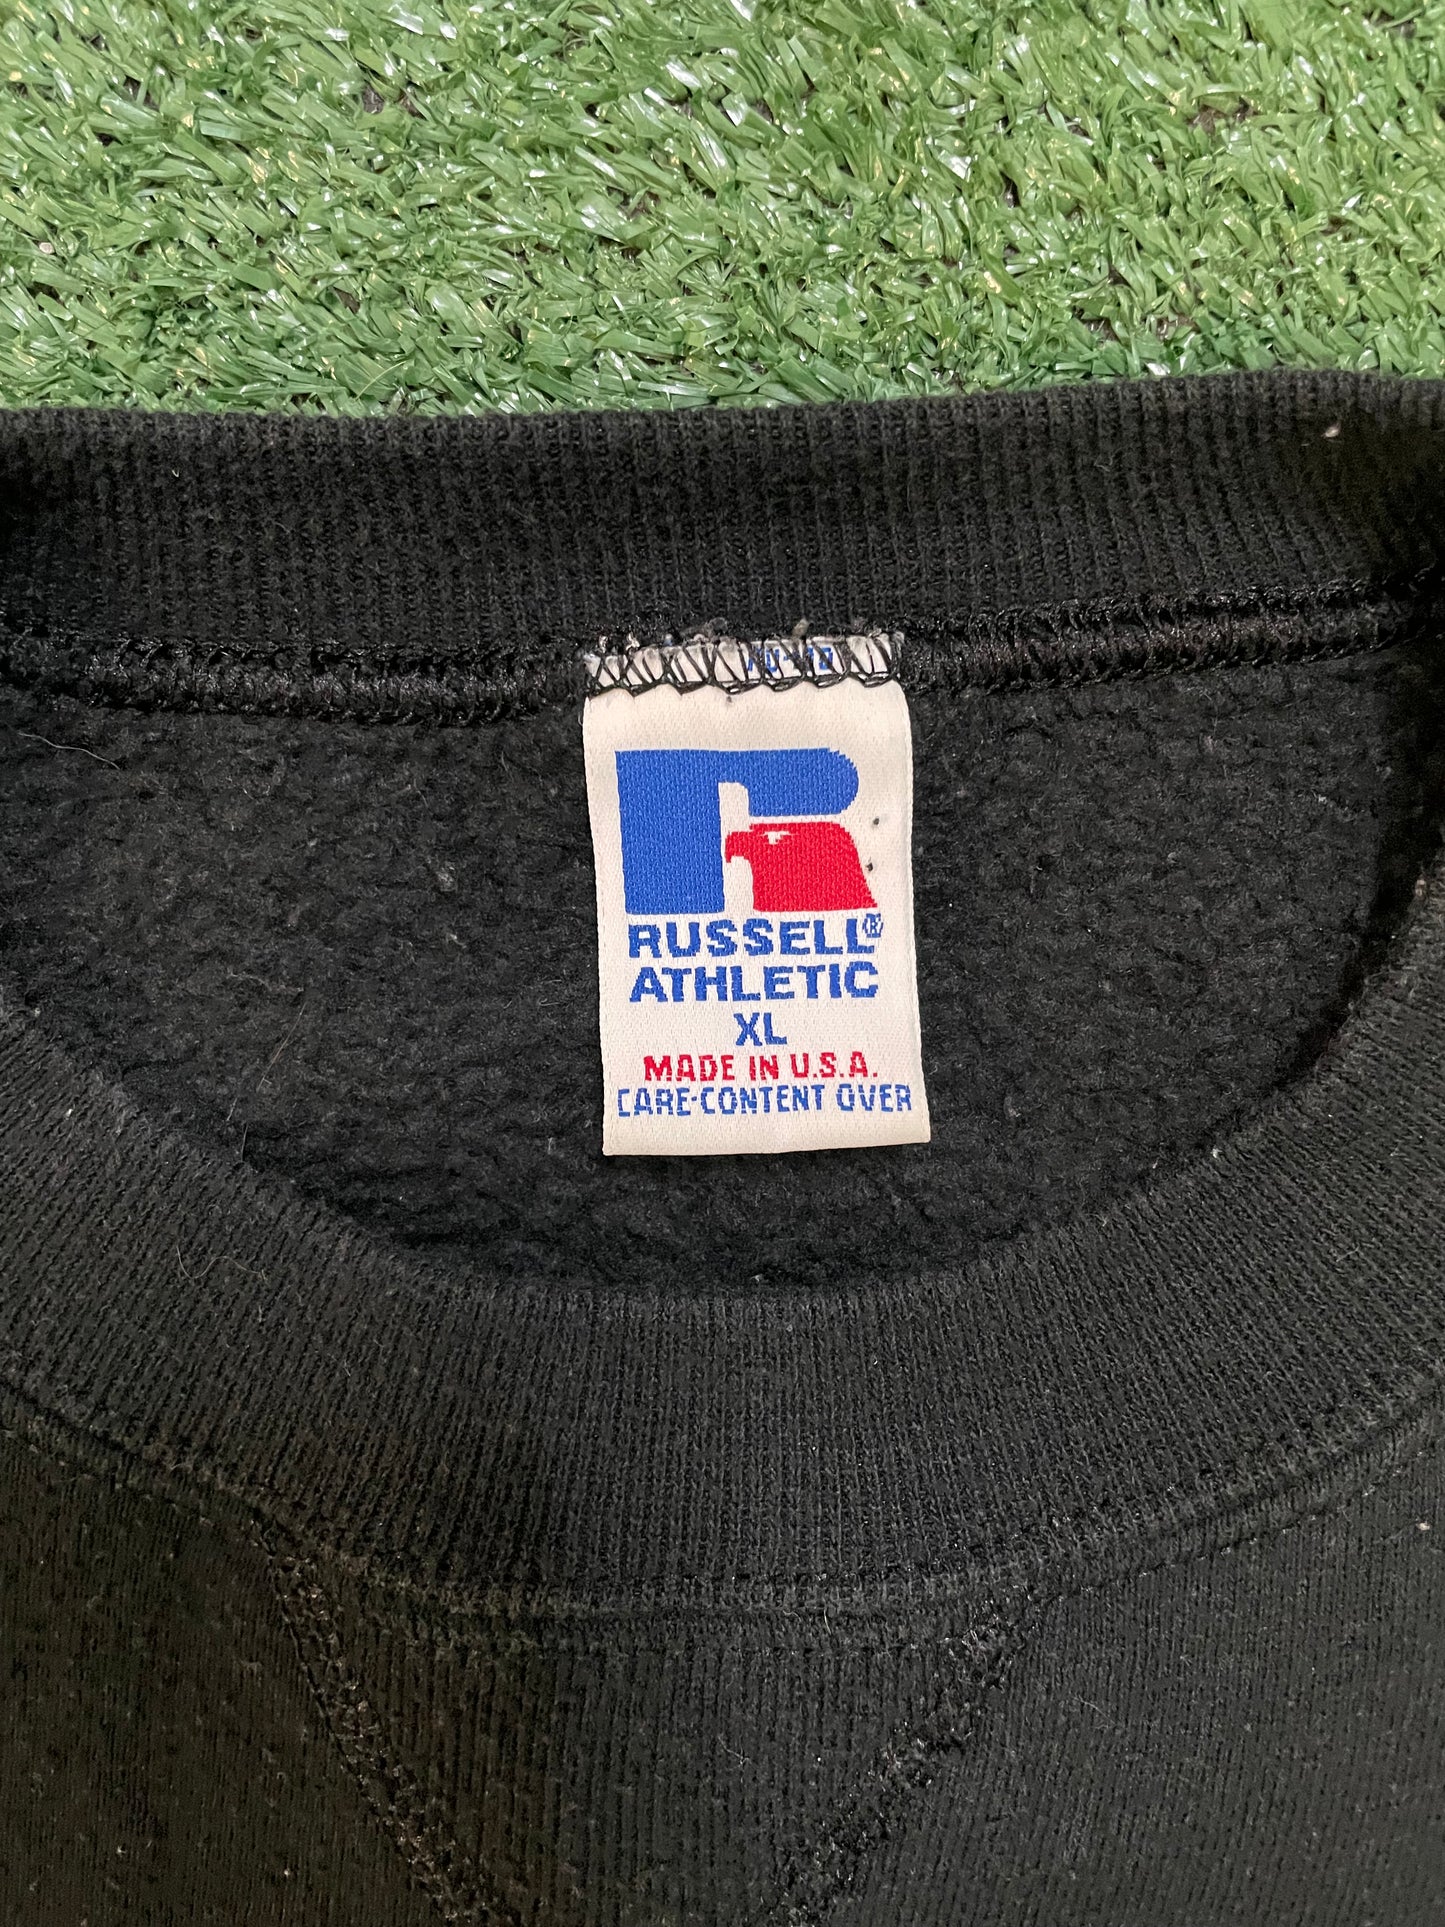 RUSSELL®
ATHLETIC
XL
MADE IN U.S.A.
CARE-CONTENT OVER